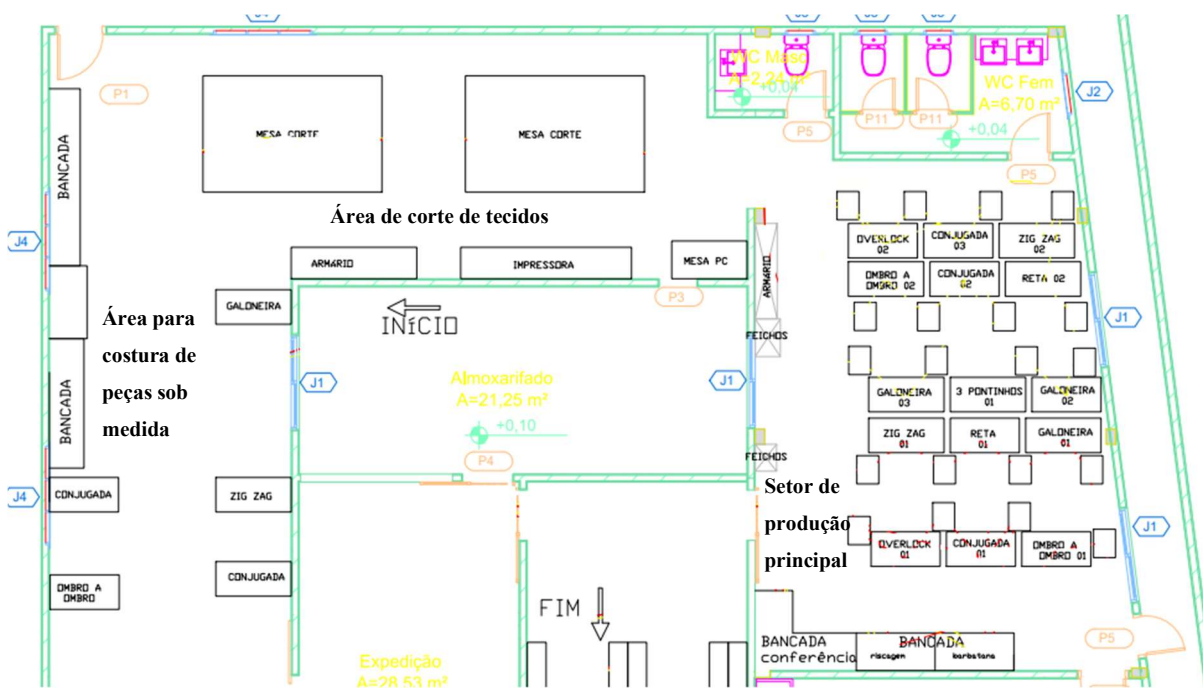 J4
J3
J3
J3
P1
MESA CORTE
MESA CORTE
WC Masc
A=2,24 m²
+0,04
P5
P11
P11
WC Fem
A=6,70 m²
+0,04
J2
P5
BANCADA
J4
Área de corte de tecidos
ARMÁRIO
IMPRESSORA
MESA PC
P3
ARMÁRIO
FEICHOS
OVERLOCK
02
CONJUGADA
03
ZIG ZAG
02
OMBRO A
OMBRO 02
CONJUGADA
02
RETA 02
J1
Área para
costura de
peças sob
medida
GALONEIRA
INíCIO
J1
Almoxarifado
A=21,25 m²
+0,10
P4
J1
GALONEIRA
03
3 PONTINHOS
01
GALONEIRA
02
ZIG ZAG
01
RETA
01
GALONEIRA
01
FEICHOS
BANCADA
J4
CONJUGADA
ZIG ZAG
Setor de
produção
principal
J1
OVERLOCK
01
CONJUGADA
01
OMBRO A
OMBRO 01
OMBRO A
OMBRO
CONJUGADA
FIM
Expedição
A=28,53 m²
BANCADA
conferência
BANCADA
riscagem
barbatana
P5